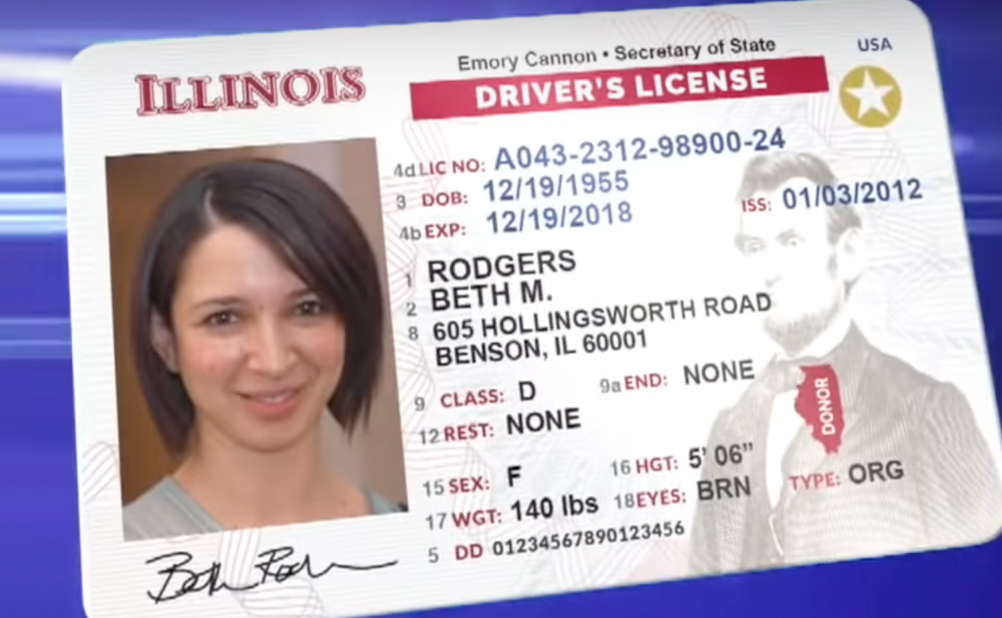 ILLINOIS
Emory Cannon • Secretary of State
USA
DRIVER'S LICENSE
4d LIC NO: A043-2312-98900-24
3 DOB: 12/19/1955
4b EXP: 12/19/2018
ISS: 01/03/2012
1 RODGERS
2 BETH M.
8 605 HOLLINGSWORTH ROAD
BENSON, IL 60001
9 CLASS: D 9a END: NONE
12 REST: NONE
DONOR
15 SEX: F 16 HGT: 5' 06"
17 WGT: 140 lbs 18 EYES: BRN TYPE: ORG
5 DD 01234567890123456
Beth Rod